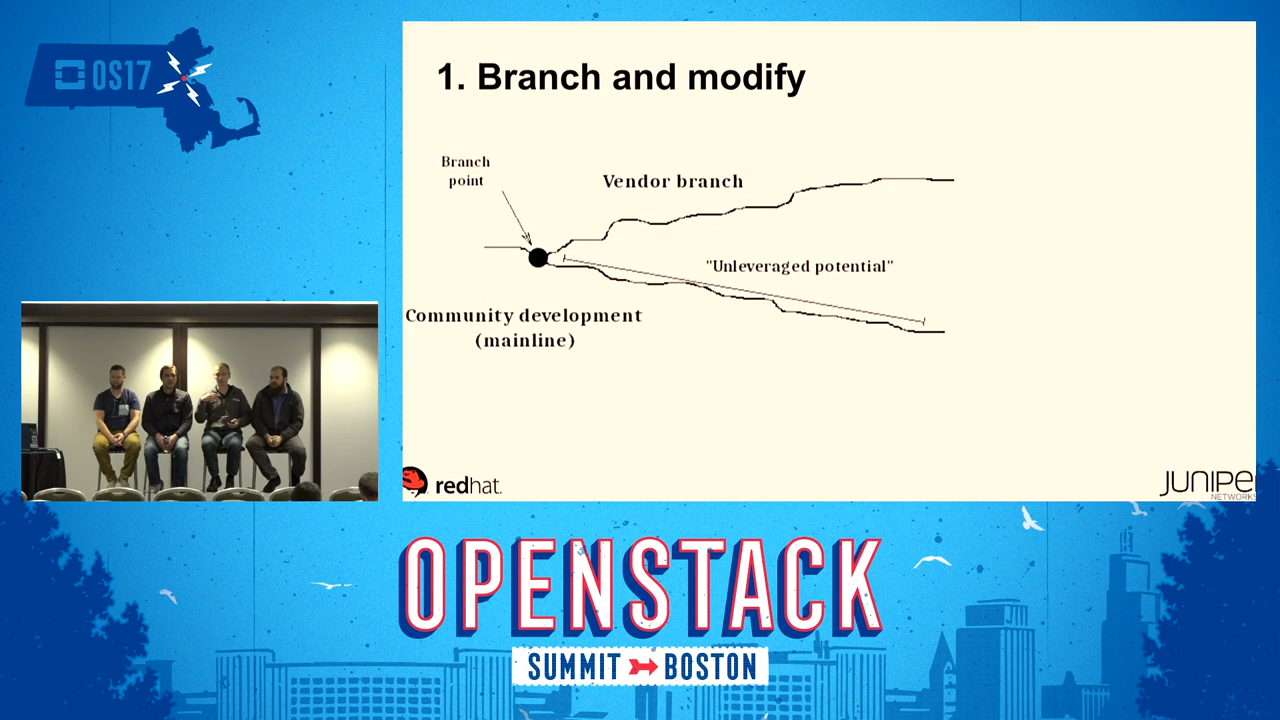 OS17
1. Branch and modify
Branch
point
Vendor branch
"Unleveraged potential"
Community development
(mainline)
redhat.
JUNIPE
NETWORKS
OPENSTACK
SUMMIT BOSTON